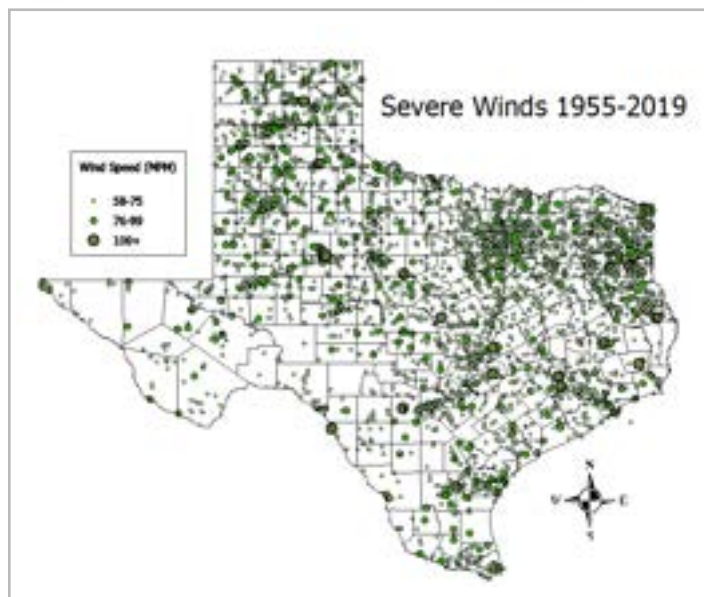 Severe Winds 1955-2019
Wind Speed (MPH)
58-75
76-99
100+
N
W E
S